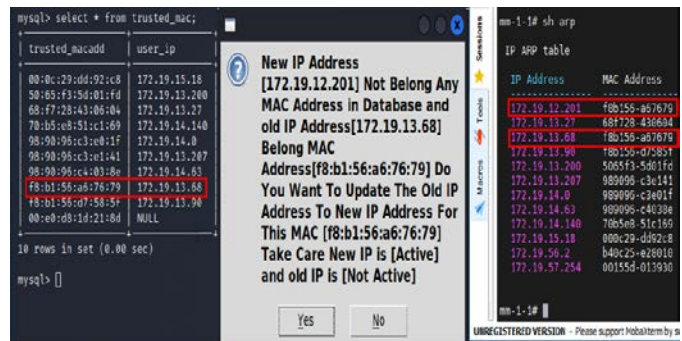 mysql> select * from trusted_mac;
trusted_macadd | user_ip
00:0c:29:dd:92:c8 | 172.19.15.18
50:65:f3:5d:01:fd | 172.19.13.200
68:f7:28:43:06:04 | 172.19.13.27
70:b5:e8:51:c1:69 | 172.19.14.140
98:90:96:c3:e0:1f | 172.19.14.0
98:90:96:c3:e1:41 | 172.19.13.207
98:90:96:c4:03:8e | 172.19.14.63
f8:b1:56:a6:76:79 | 172.19.13.68
f8:b1:56:d7:58:5f | 172.19.13.90
00:e0:d8:1d:21:8d | NULL
10 rows in set (0.00 sec)
mysql>
New IP Address
[172.19.12.201] Not Belong Any
MAC Address in Database and
old IP Address[172.19.13.68]
Belong MAC
Address[f8:b1:56:a6:76:79] Do
You Want To Update The Old IP
Address To New IP Address For
This MAC [f8:b1:56:a6:76:79]
Take Care New IP is [Active]
and old IP is [Not Active]
Yes No
Sessions
Tools
Macros
mm-1-1# sh arp
IP ARP table
IP Address MAC Address
172.19.12.201 f8b156-a67679
172.19.13.27 68f728-430604
172.19.13.68 f8b156-a67679
172.19.13.90 f8b156-d7585f
172.19.13.200 5065f3-5d01fd
172.19.13.207 989096-c3e141
172.19.14.0 989096-c3e01f
172.19.14.63 989096-c4038e
172.19.14.140 70b5e8-51c169
172.19.15.18 000c29-dd92c8
172.19.56.2 b40c25-e28010
172.19.57.254 00155d-013930
mm-1-1#
UNREGISTERED VERSION - Please support MobaXterm by